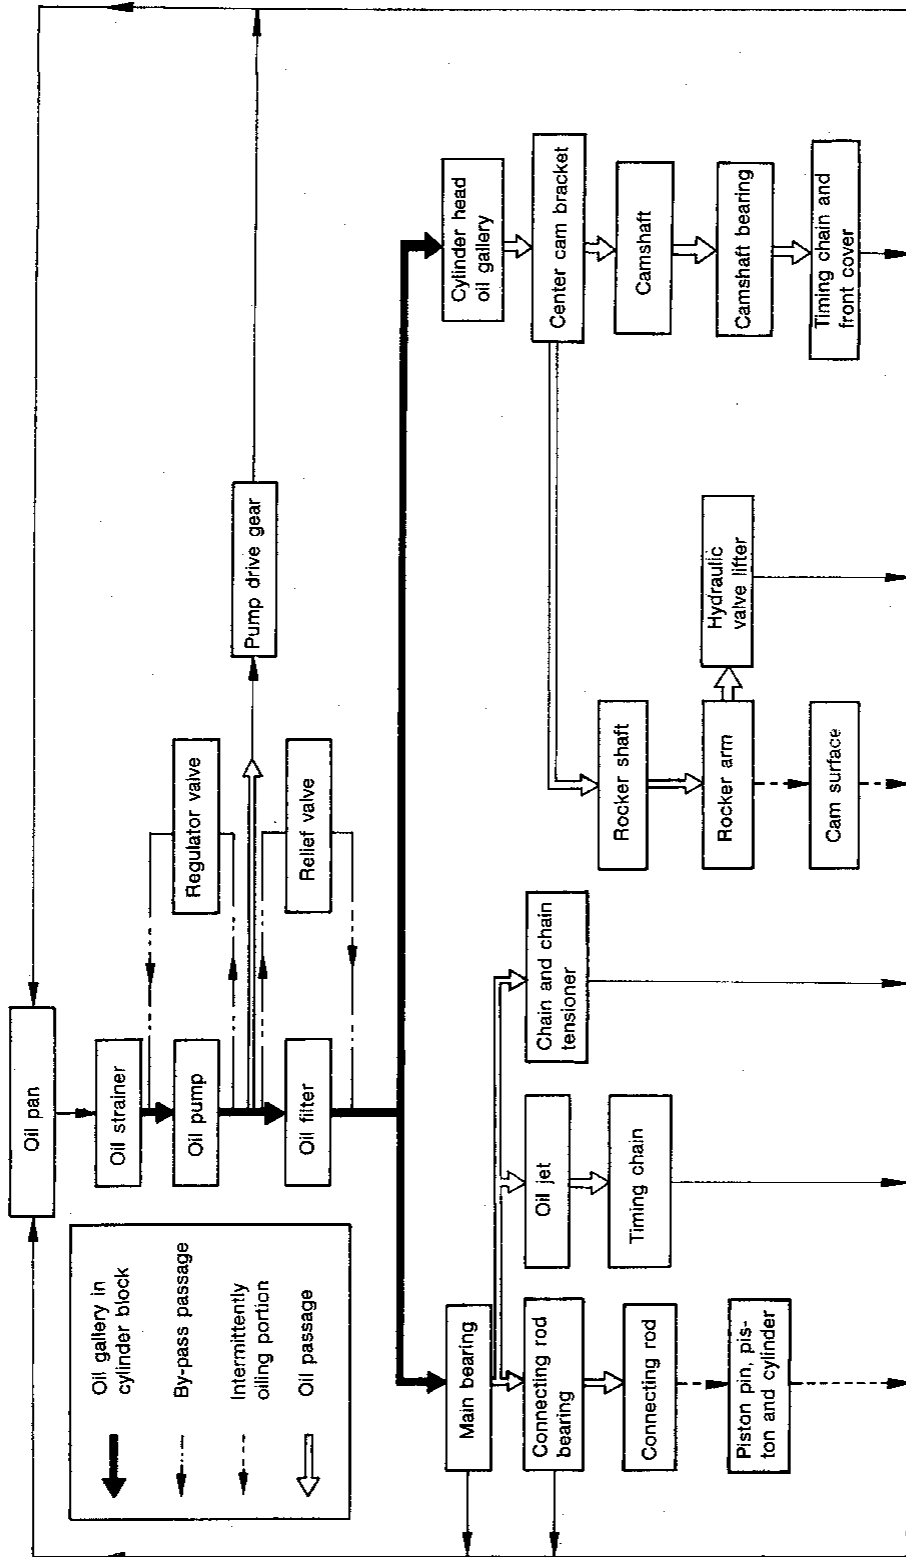 Oil pan
Oil strainer
Oil pump
Regulator valve
Pump drive gear
Oil filter
Relief valve
Oil gallery in
cylinder block
By-pass passage
Intermittently
oiling portion
Oil passage
Main bearing
Connecting rod
bearing
Connecting rod
Piston pin, pis-
ton and cylinder
Oil jet
Timing chain
Chain and chain
tensioner
Rocker shaft
Rocker arm
Cam surface
Hydraulic
valve lifter
Cylinder head
oil gallery
Center cam bracket
Camshaft
Camshaft bearing
Timing chain and
front cover